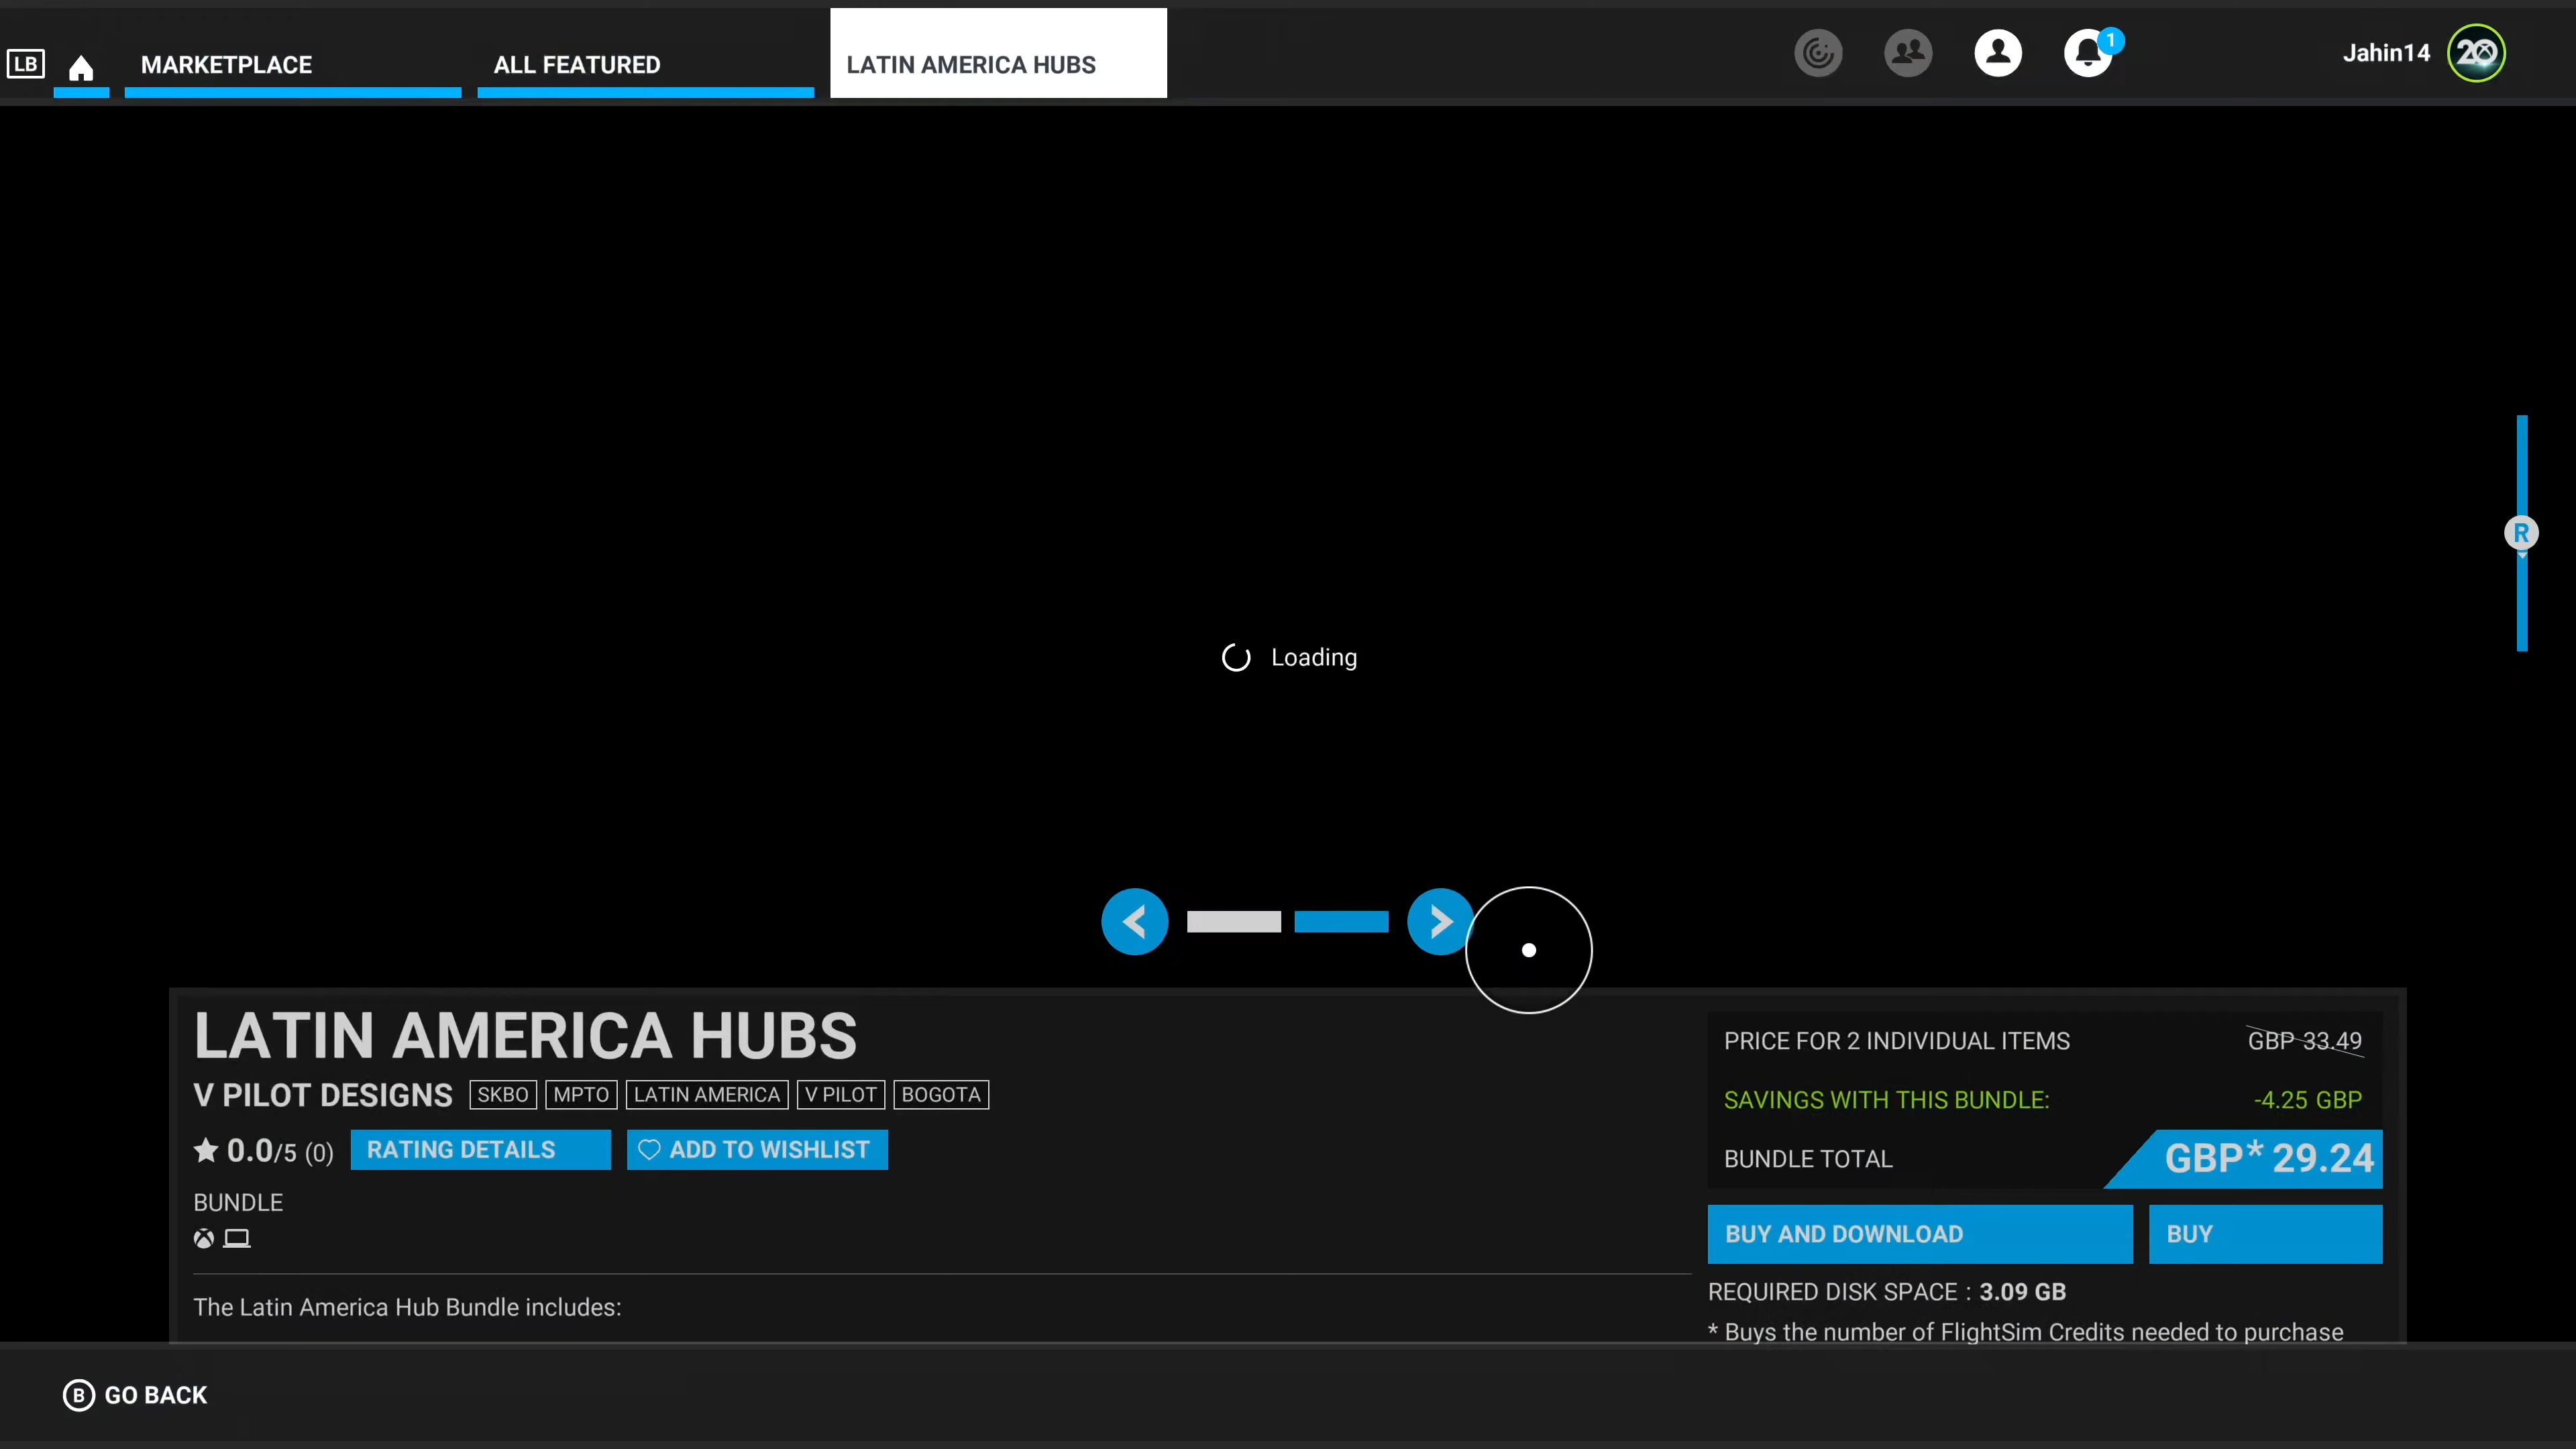 LB
MARKETPLACE
ALL FEATURED
LATIN AMERICA HUBS
1
Jahin14
20
R
Loading
LATIN AMERICA HUBS
V PILOT DESIGNS SKBO MPTO LATIN AMERICA V PILOT BOGOTA
0.0/5 (0) RATING DETAILS ADD TO WISHLIST
BUNDLE
The Latin America Hub Bundle includes:
PRICE FOR 2 INDIVIDUAL ITEMS GBP 33.49
SAVINGS WITH THIS BUNDLE: -4.25 GBP
BUNDLE TOTAL GBP* 29.24
BUY AND DOWNLOAD BUY
REQUIRED DISK SPACE : 3.09 GB
* Buys the number of FlightSim Credits needed to purchase
B GO BACK